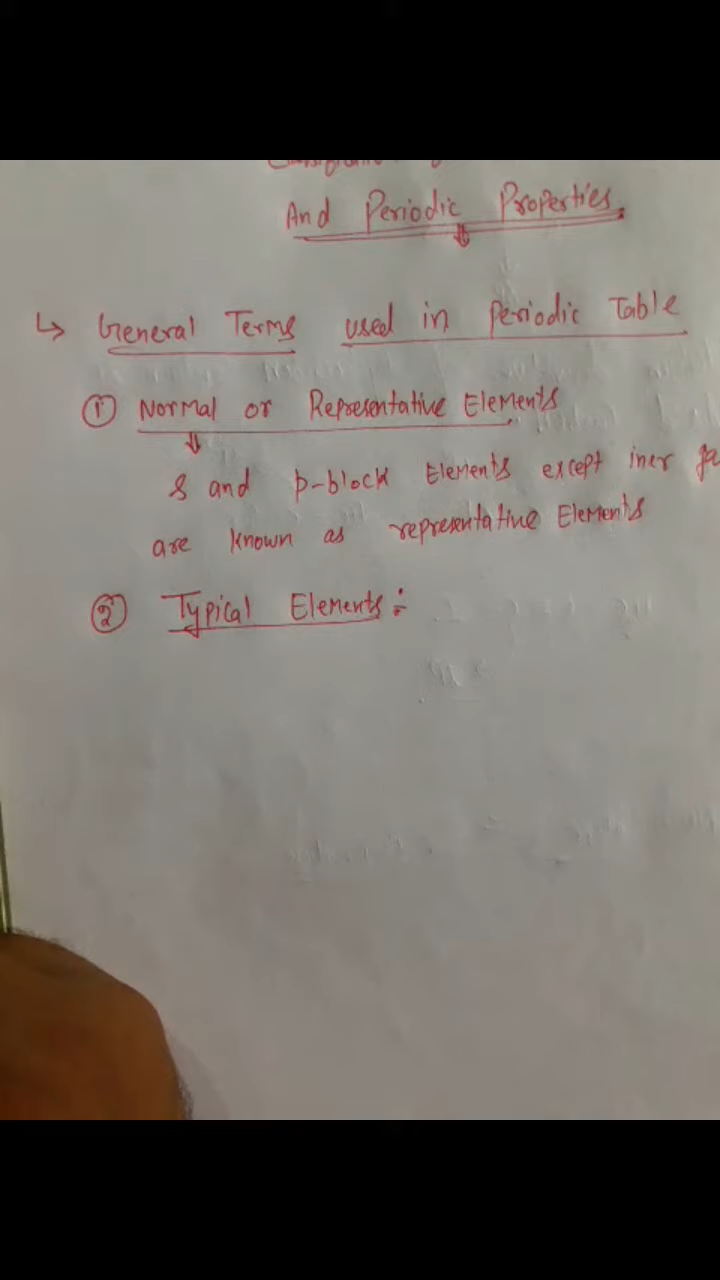 And Periodic Properties
↳ General Terms used in Periodic Table
① Normal or Representative Elements
s and p-block Elements except iner
are known as representative Elements
② Typical Elements :-